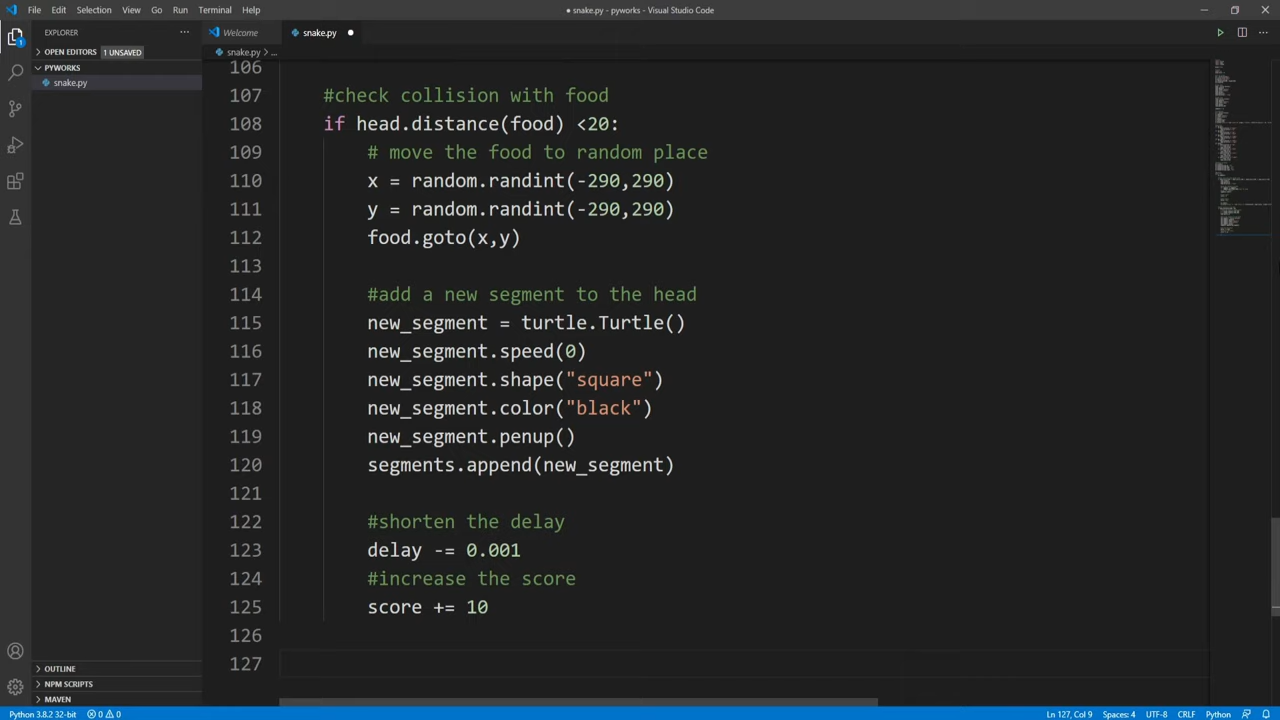 File Edit Selection View Go Run Terminal Help
● snake.py - pyworks - Visual Studio Code
EXPLORER ...
Welcome
snake.py ●
OPEN EDITORS 1 UNSAVED
snake.py > ...
PYWORKS
snake.py
1
106
107 #check collision with food
108 if head.distance(food) <20:
109 # move the food to random place
110 x = random.randint(-290,290)
111 y = random.randint(-290,290)
112 food.goto(x,y)
113
114 #add a new segment to the head
115 new_segment = turtle.Turtle()
116 new_segment.speed(0)
117 new_segment.shape("square")
118 new_segment.color("black")
119 new_segment.penup()
120 segments.append(new_segment)
121
122 #shorten the delay
123 delay -= 0.001
124 #increase the score
125 score += 10
126
127
OUTLINE
NPM SCRIPTS
MAVEN
Python 3.8.2 32-bit 0 0 Ln 127, Col 9 Spaces: 4 UTF-8 CRLF Python